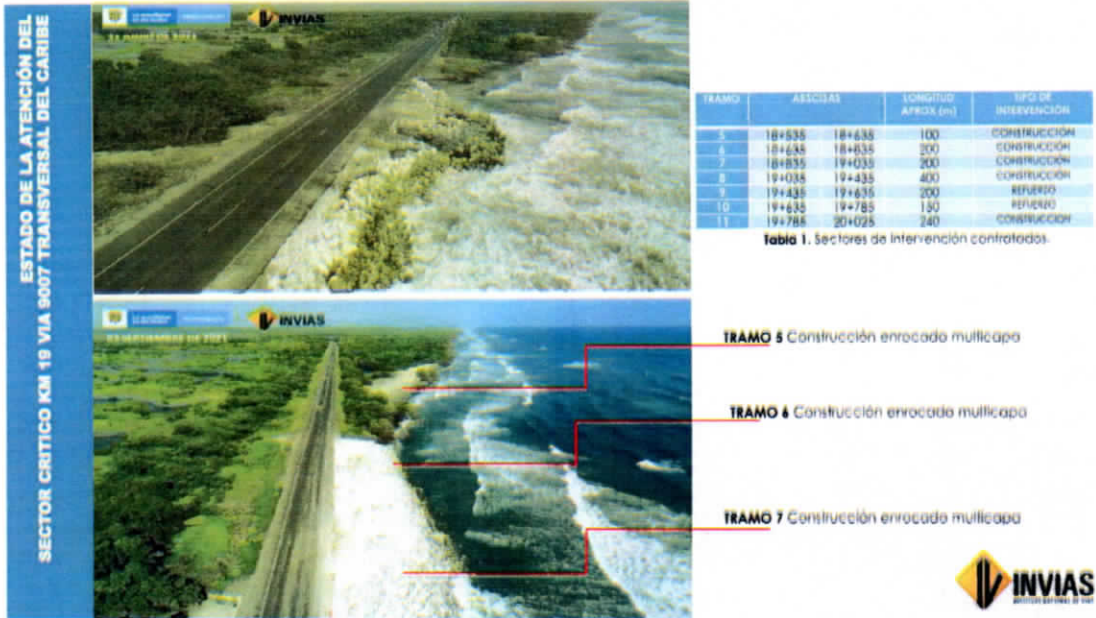 ESTADO DE LA ATENCIÓN DEL
SECTOR CRITICO KM 19 VIA 9007 TRANSVERSAL DEL CARIBE
INVIAS
INVIAS
TRAMO ABSCISAS LONGITUD APROX (m) TIPO DE INTERVENCIÓN
5 18+535 18+635 100 CONSTRUCCIÓN
6 18+635 18+835 200 CONSTRUCCIÓN
7 18+835 19+035 200 CONSTRUCCIÓN
8 19+035 19+435 400 CONSTRUCCIÓN
9 19+435 19+635 200 REFUERZO
10 19+635 19+785 150 REFUERZO
11 19+785 20+025 240 CONSTRUCCIÓN
Tabla 1. Sectores de Intervención contratados.
TRAMO 5 Construcción enrocado multicapa
TRAMO 6 Construcción enrocado multicapa
TRAMO 7 Construcción enrocado multicapa
INVIAS
INSTITUTO NACIONAL DE VÍAS